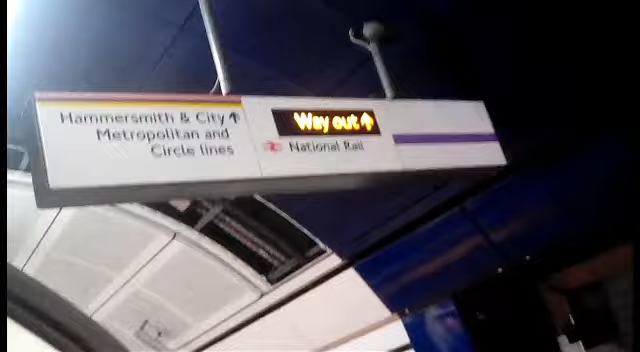 Hammersmith & City ↑
Metropolitan and
Circle lines
Way out ↑
National Rail